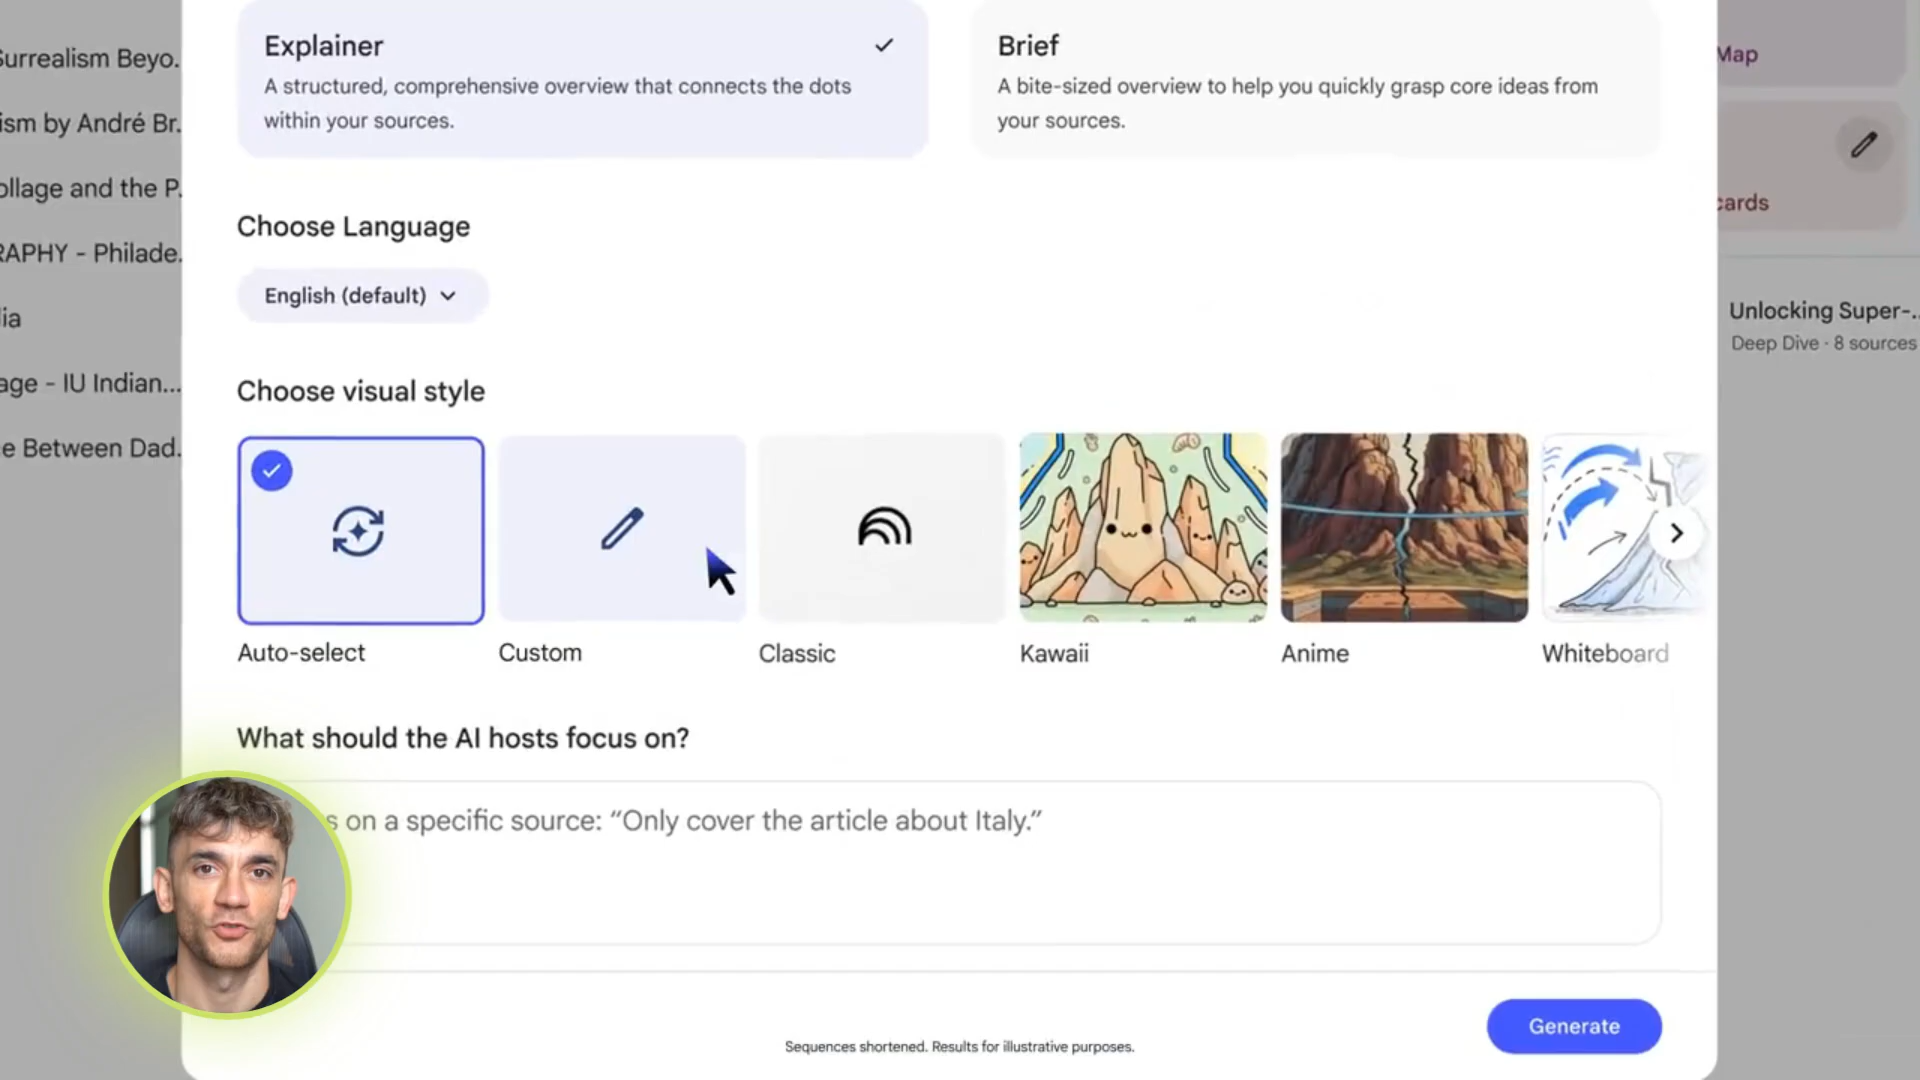 Surrealism Beyo..
ism by André Br..
ollage and the P..
RAPHY - Philade..
lia
age - IU Indian...
e Between Dad..
Explainer
A structured, comprehensive overview that connects the dots
within your sources.
Brief
A bite-sized overview to help you quickly grasp core ideas from
your sources.
Choose Language
English (default)
Choose visual style
Auto-select
Custom
Classic
Kawaii
Anime
Whiteboard
What should the AI hosts focus on?
s on a specific source: “Only cover the article about Italy.”
Generate
Sequences shortened. Results for illustrative purposes.
Map
cards
Unlocking Super-..
Deep Dive · 8 sources